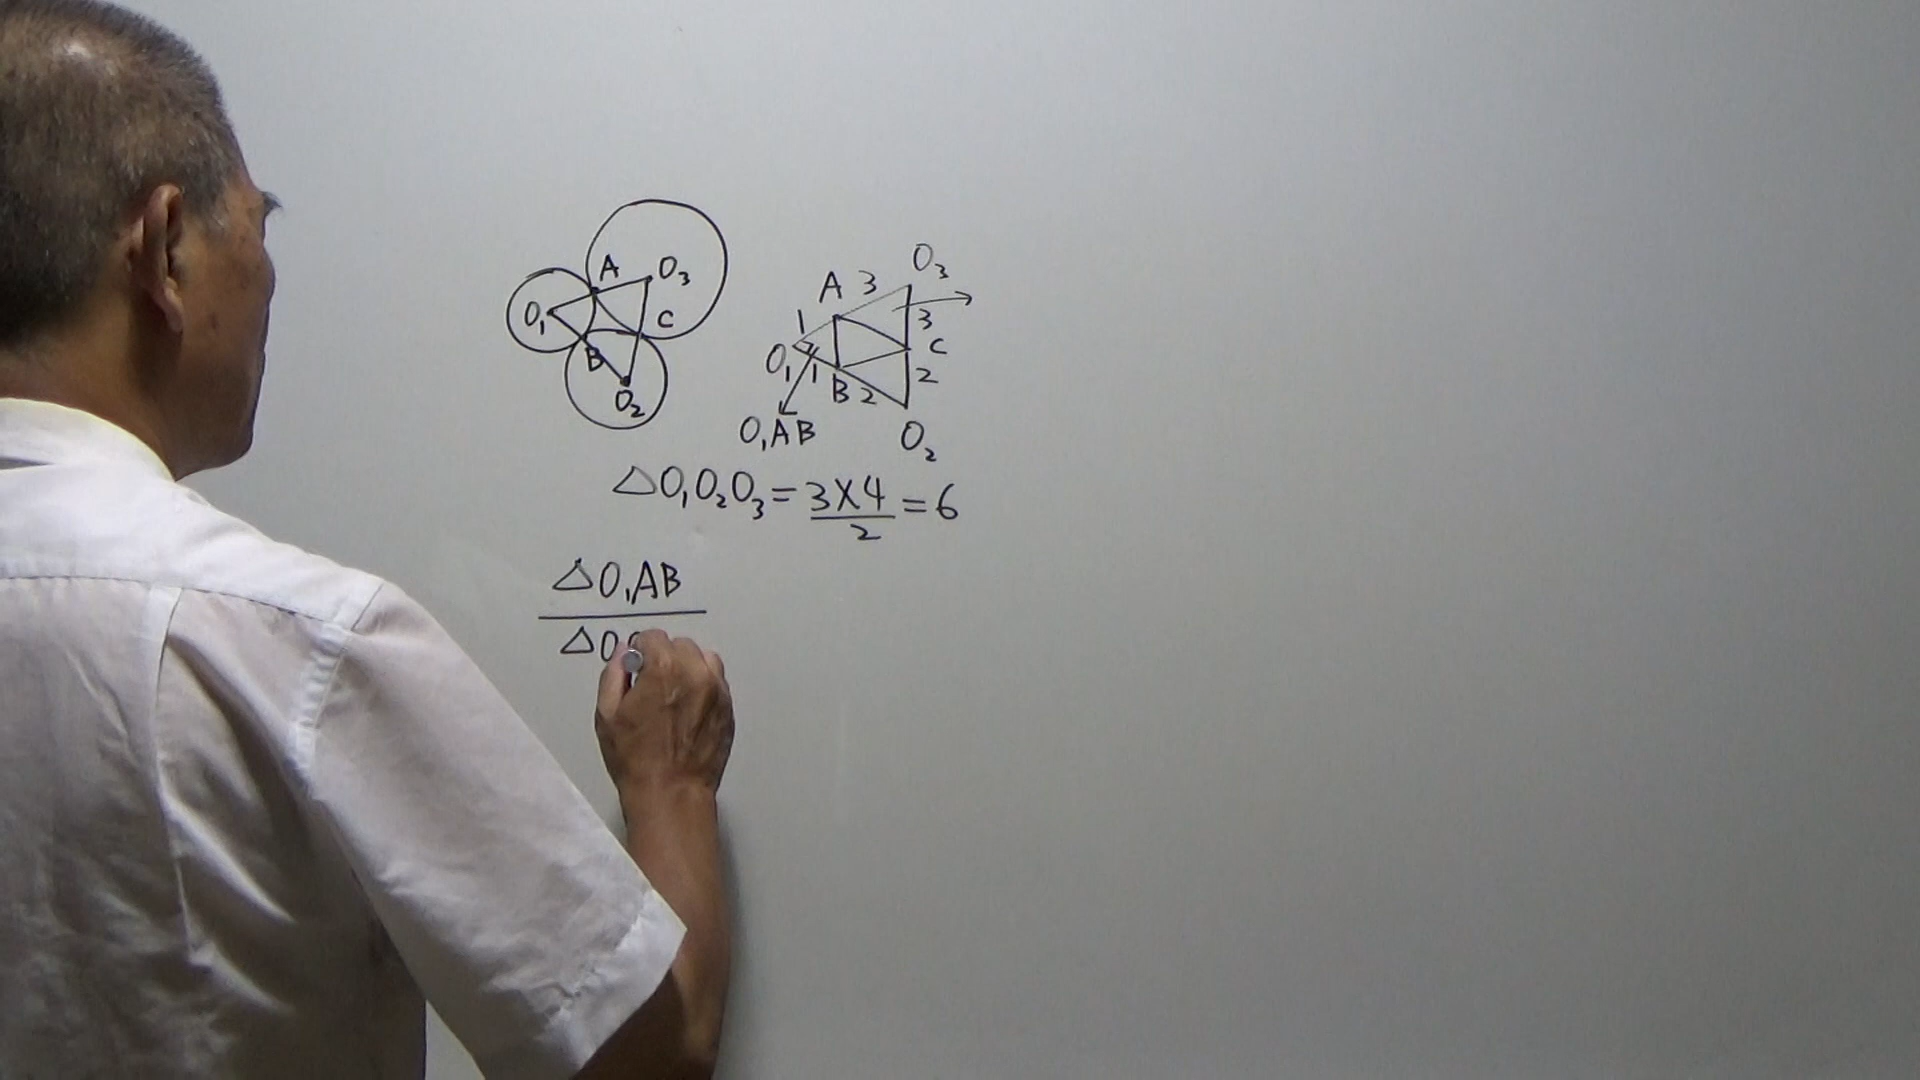 A
O₃
O₁
C
B
O₂
O₃
A 3
1
3
C
O₁
1
2
B 2
O₁AB
O₂
△O₁O₂O₃ = 3×4/2 = 6
△O₁AB
△O